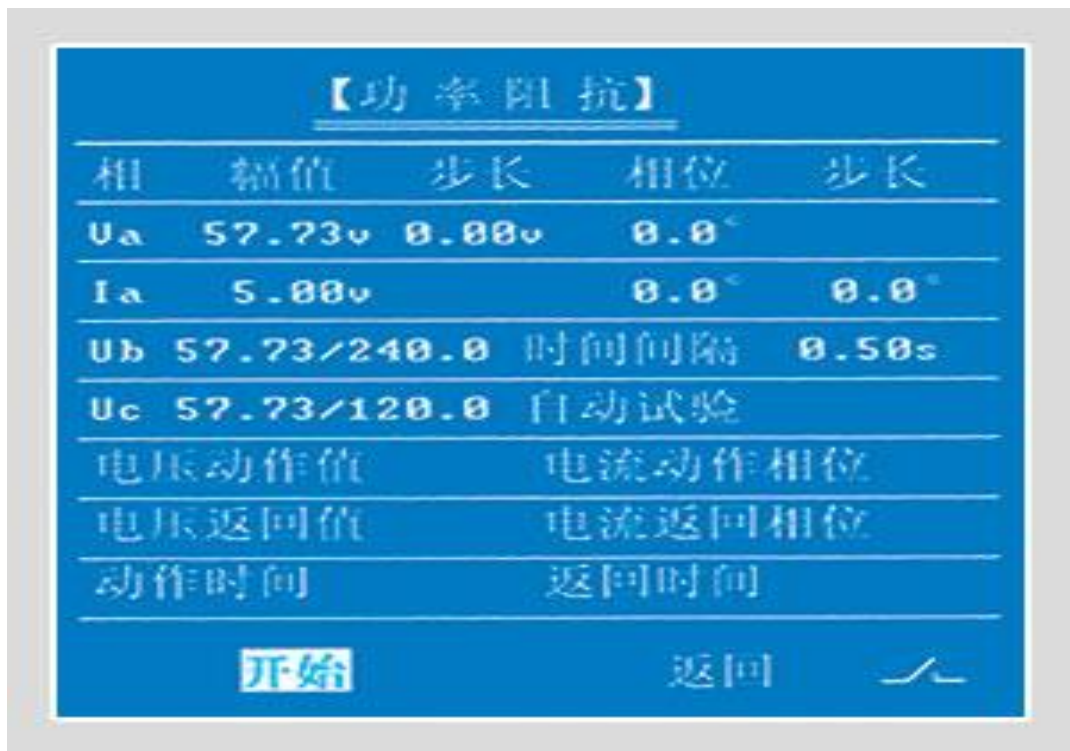 【功率阻抗】
相 幅值 步长 相位 步长
Ua 57.73v 0.00v 0.0°
Ia 5.00v 0.0° 0.0°
Ub 57.73/240.0 时间间隔 0.50s
Uc 57.73/120.0 自动试验
电压动作值 电流动作相位
电压返回值 电流返回相位
动作时间 返回时间
开始 返回